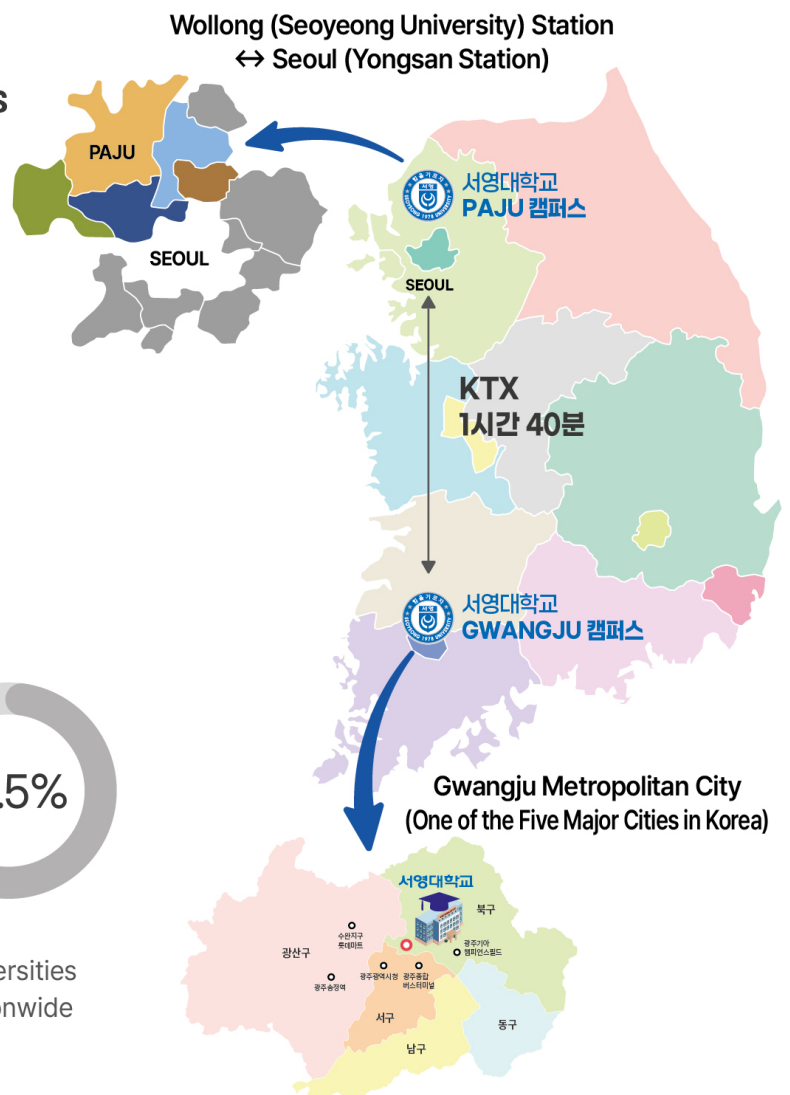 Wollong (Seoyeong University) Station
↔ Seoul (Yongsan Station)
s
PAJU
SEOUL
서영대학교
PAJU 캠퍼스
SEOUL
KTX
1시간 40분
서영대학교
GWANGJU 캠퍼스
.5%
Gwangju Metropolitan City
(One of the Five Major Cities in Korea)
ersities
onwide
서영대학교
북구
수완지구
롯데마트
광산구
광주기아
챔피언스필드
광주송정역
광주광역시청
광주종합
버스터미널
서구
동구
남구